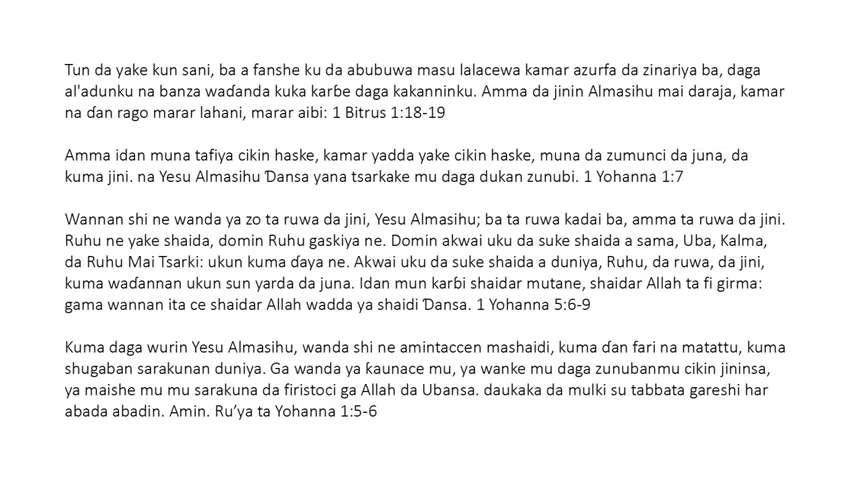 Tun da yake kun sani, ba a fanshe ku da abubuwa masu lalacewa kamar azurfa da zinariya ba, daga
al'adunku na banza waɗanda kuka karɓe daga kakanninku. Amma da jinin Almasihu mai daraja, kamar
na ɗan rago marar lahani, marar aibi: 1 Bitrus 1:18-19
Amma idan muna tafiya cikin haske, kamar yadda yake cikin haske, muna da zumunci da juna, da
kuma jini. na Yesu Almasihu Ɗansa yana tsarkake mu daga dukan zunubi. 1 Yohanna 1:7
Wannan shi ne wanda ya zo ta ruwa da jini, Yesu Almasihu; ba ta ruwa kadai ba, amma ta ruwa da jini.
Ruhu ne yake shaida, domin Ruhu gaskiya ne. Domin akwai uku da suke shaida a sama, Uba, Kalma,
da Ruhu Mai Tsarki: ukun kuma ɗaya ne. Akwai uku da suke shaida a duniya, Ruhu, da ruwa, da jini,
kuma waɗannan ukun sun yarda da juna. Idan mun karɓi shaidar mutane, shaidar Allah ta fi girma:
gama wannan ita ce shaidar Allah wadda ya shaidi Ɗansa. 1 Yohanna 5:6-9
Kuma daga wurin Yesu Almasihu, wanda shi ne amintaccen mashaidi, kuma ɗan fari na matattu, kuma
shugaban sarakunan duniya. Ga wanda ya ƙaunace mu, ya wanke mu daga zunubanmu cikin jininsa,
ya maishe mu mu sarakuna da firistoci ga Allah da Ubansa. daukaka da mulki su tabbata gareshi har
abada abadin. Amin. Ru’ya ta Yohanna 1:5-6